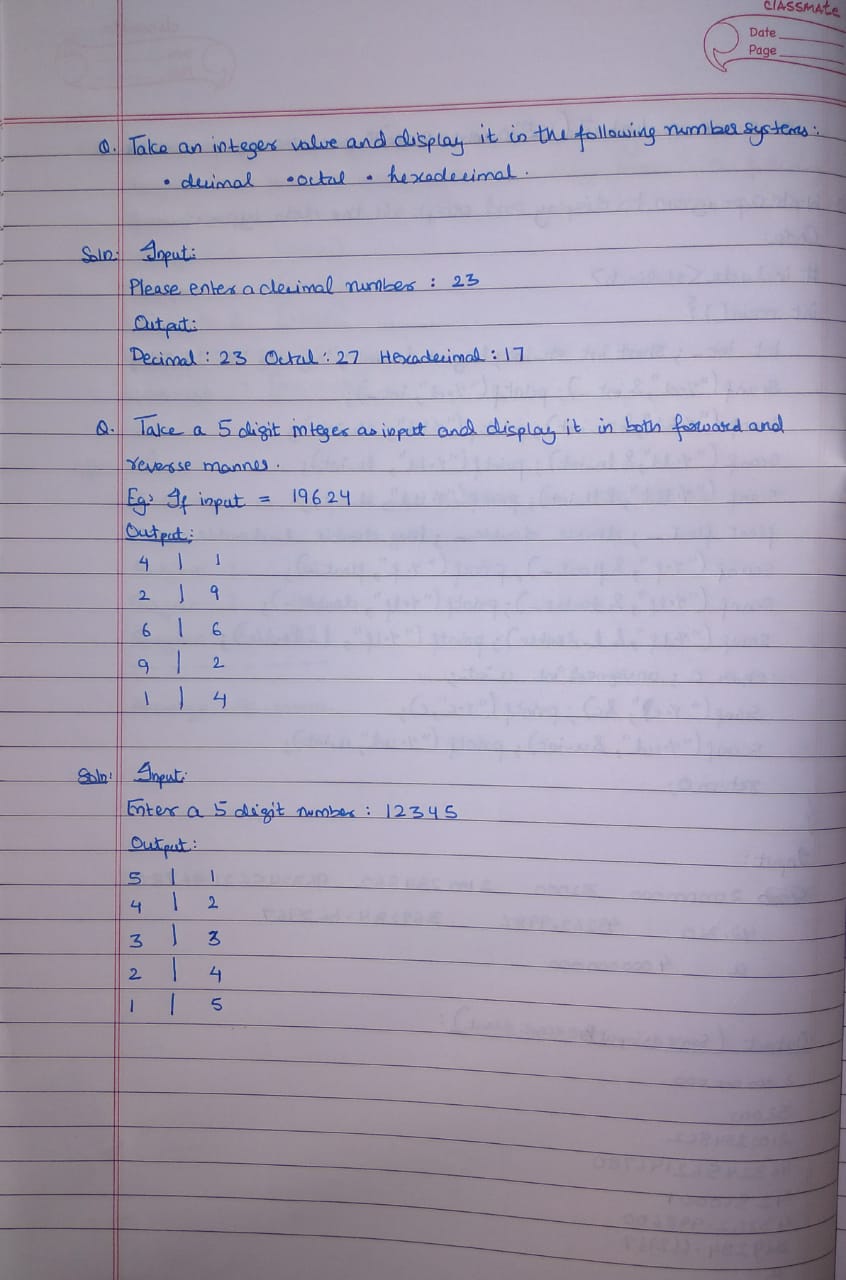 CLASSMATE
Date
Page
Q. Take an integer value and display it in the following number systems:
• decimal • octal • hexadecimal.
Soln: Input:
Please enter a decimal number : 23
Output:
Decimal : 23 Octal : 27 Hexadecimal : 17
Q. Take a 5 digit integer as input and display it in both forward and
reverse manner.
Eg: If input = 19624
Output:
4 | 1
2 | 9
6 | 6
9 | 2
1 | 4
Soln: Input:
Enter a 5 digit number : 12345
Output:
5 | 1
4 | 2
3 | 3
2 | 4
1 | 5